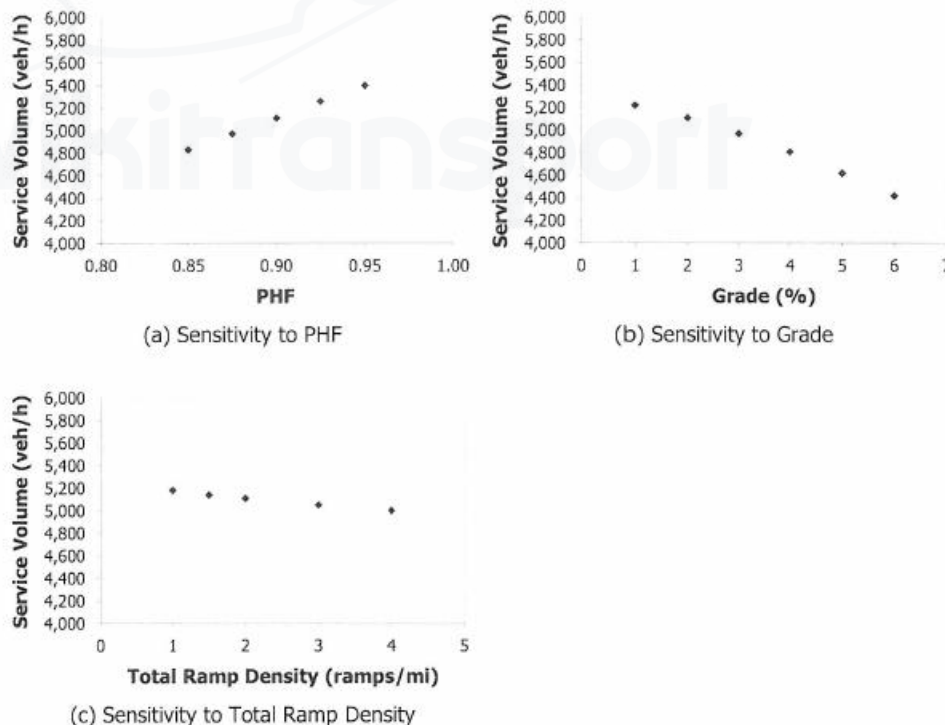 Service Volume (veh/h)
6,000
5,800
5,600
5,400
5,200
5,000
4,800
4,600
4,400
4,200
4,000
0.80 0.85 0.90 0.95 1.00
PHF
(a) Sensitivity to PHF
Service Volume (veh/h)
6,000
5,800
5,600
5,400
5,200
5,000
4,800
4,600
4,400
4,200
4,000
0 1 2 3 4 5 6 7
Grade (%)
(b) Sensitivity to Grade
Service Volume (veh/h)
6,000
5,800
5,600
5,400
5,200
5,000
4,800
4,600
4,400
4,200
4,000
0 1 2 3 4 5
Total Ramp Density (ramps/mi)
(c) Sensitivity to Total Ramp Density
kitransport